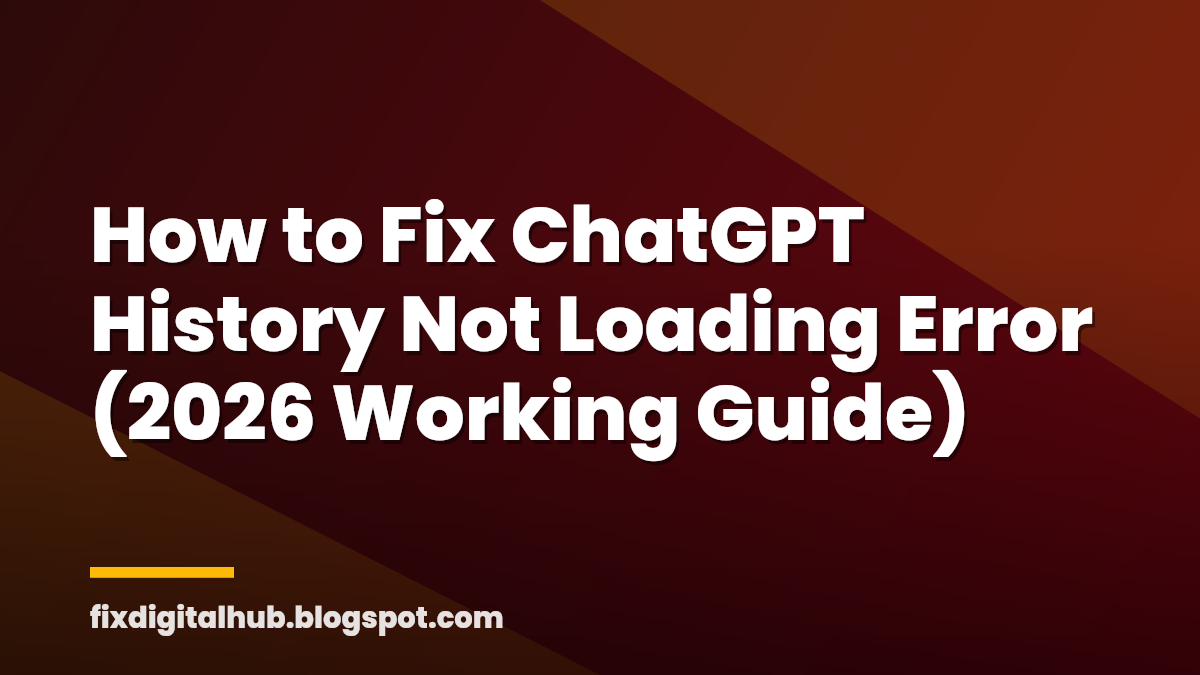 How to Fix ChatGPT
History Not Loading Error
(2026 Working Guide)
fixdigitalhub.blogspot.com